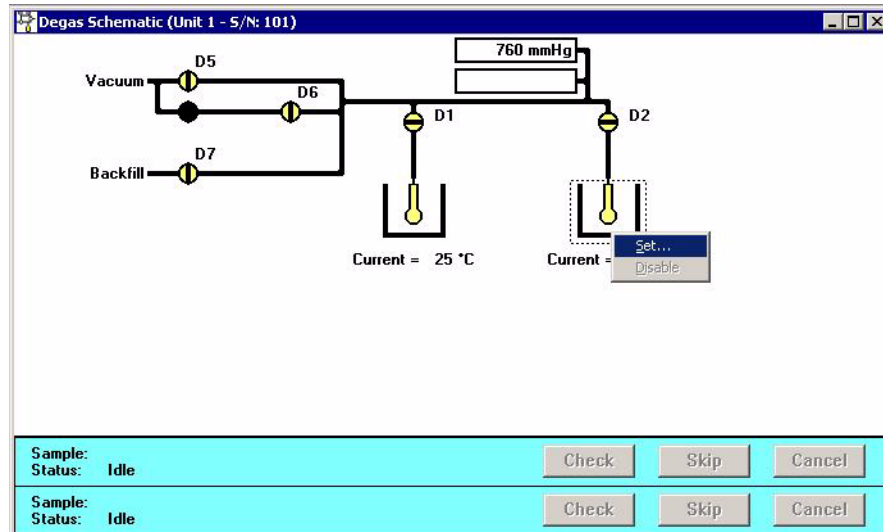 Degas Schematic (Unit 1 - S/N: 101)
760 mmHg
D5
Vacuum
D6
D1
D2
D7
Backfill
Current = 25 °C
Current =
Set...
Disable
Sample:
Status: Idle
Check Skip Cancel
Sample:
Status: Idle
Check Skip Cancel